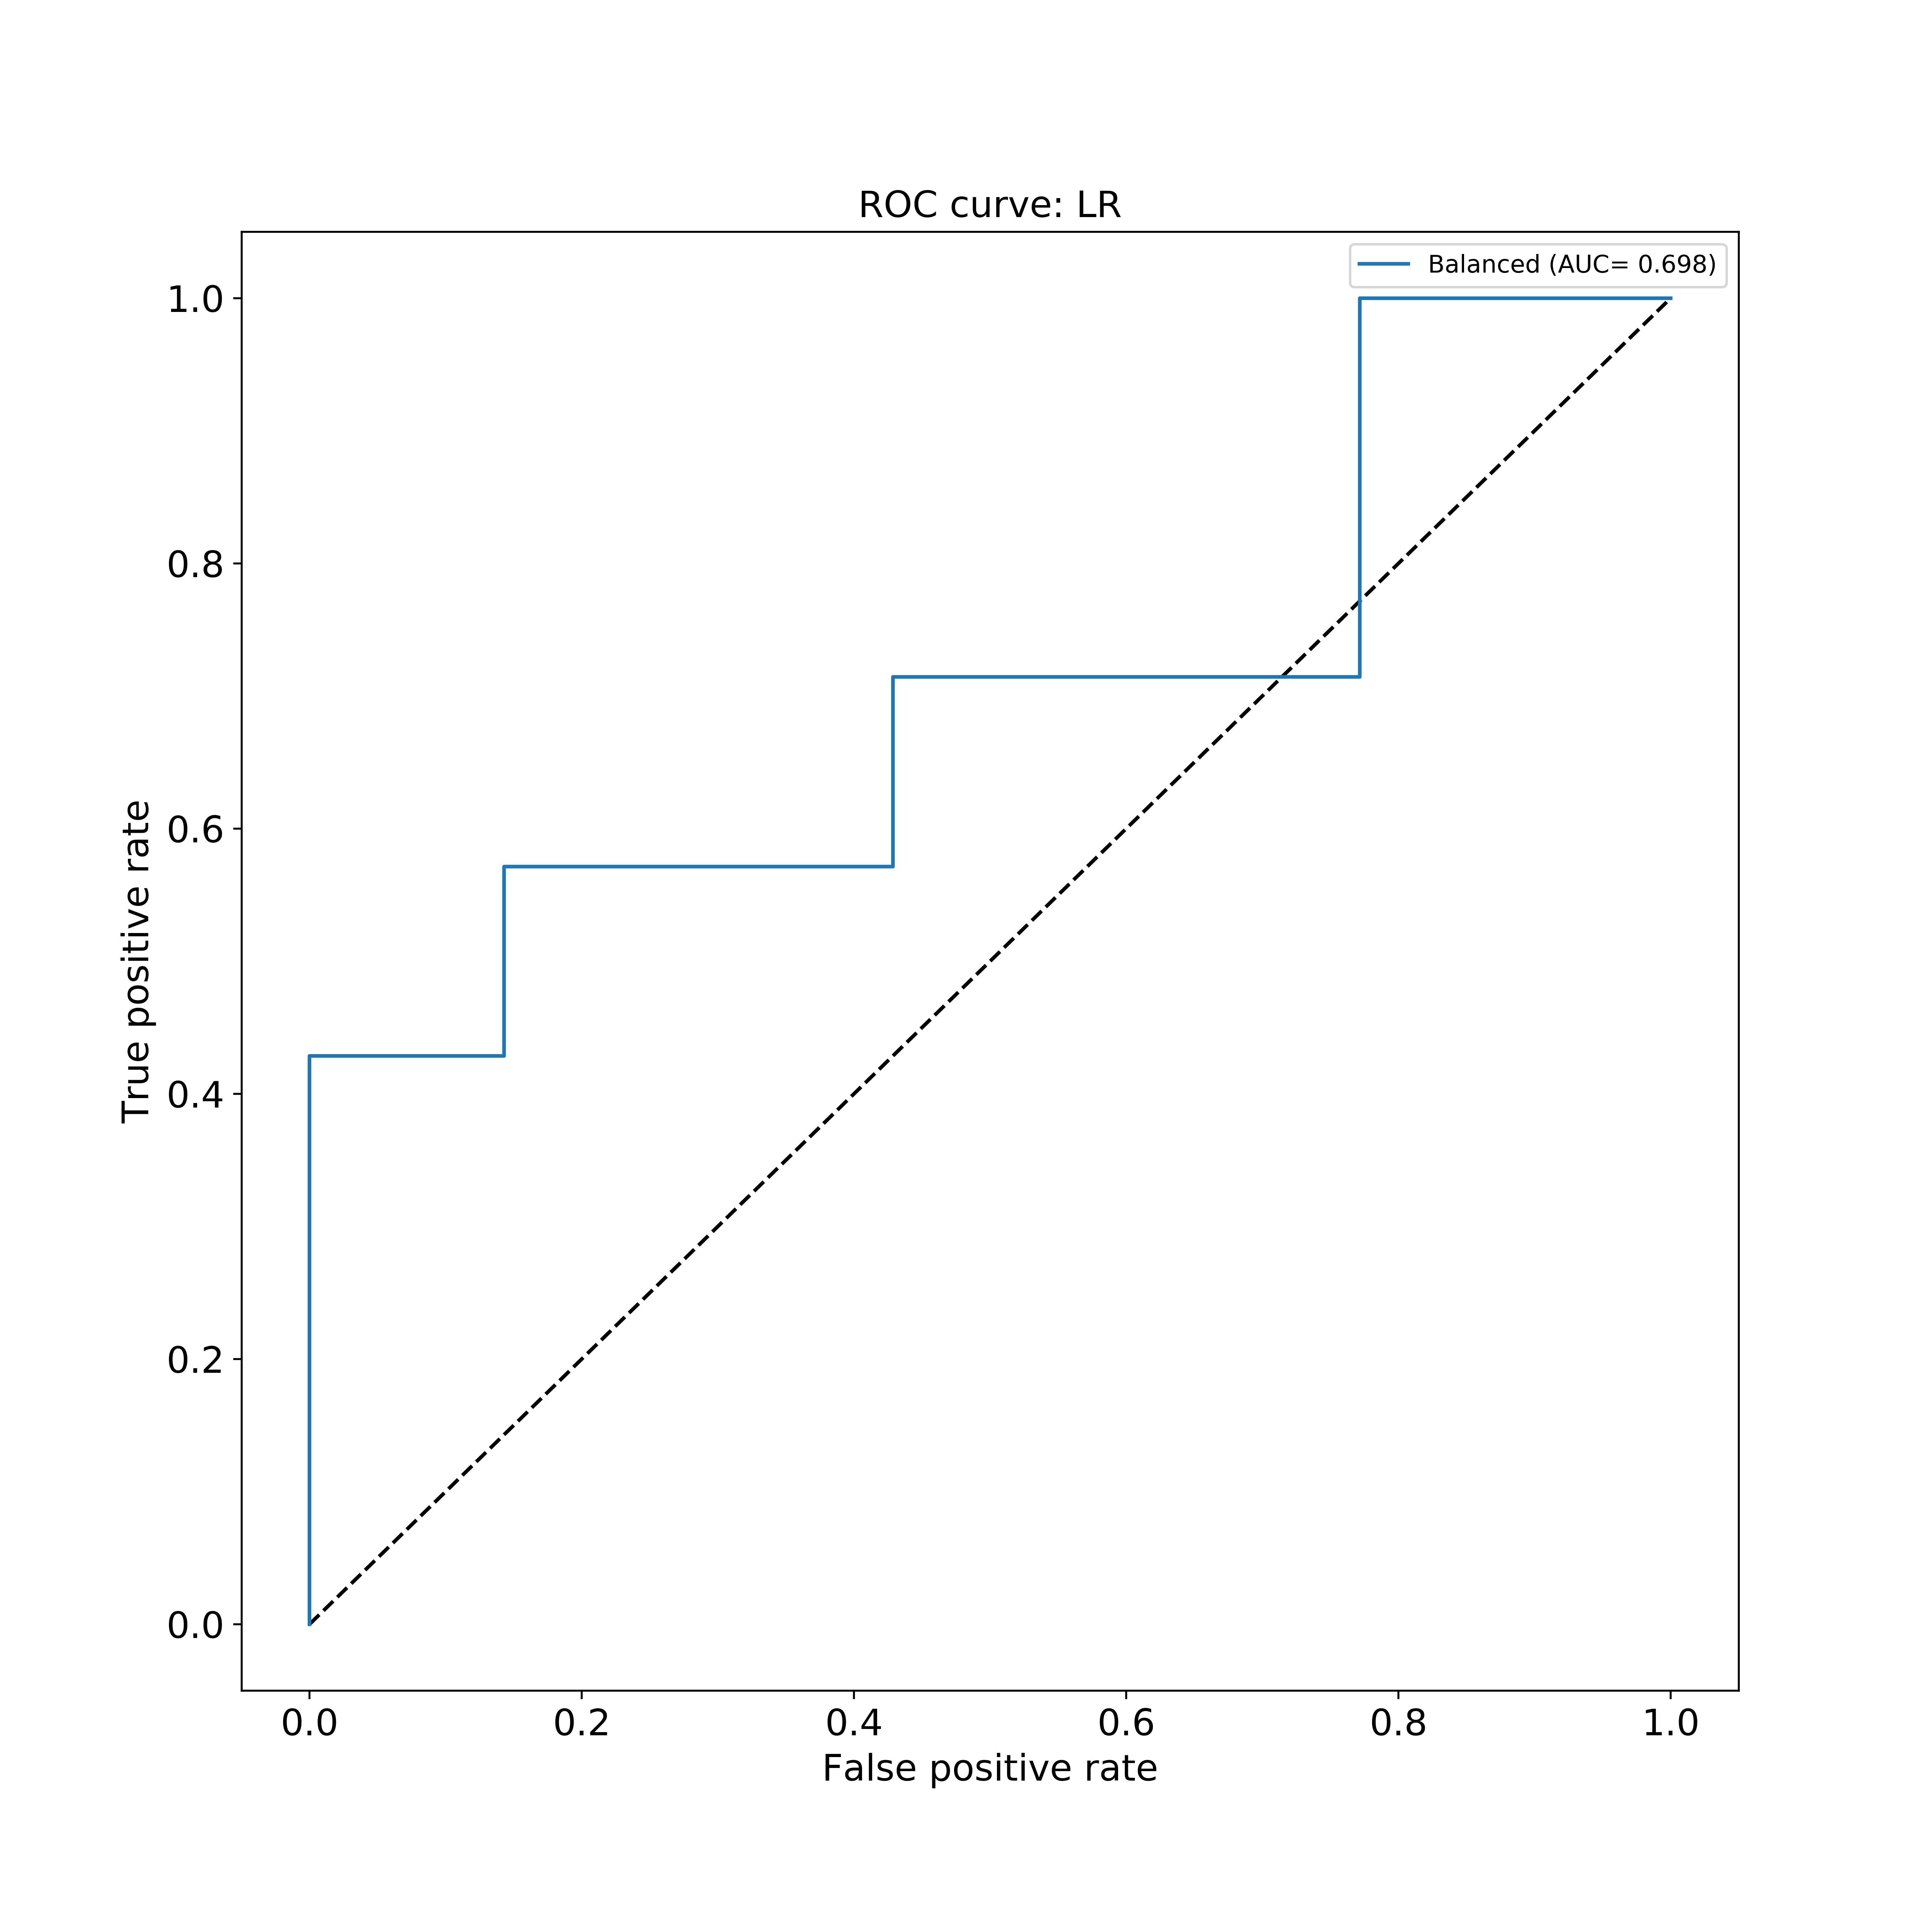 ROC curve: LR
Balanced (AUC= 0.698)
1.0
0.8
0.6
0.4
0.2
0.0
True positive rate
0.0 0.2 0.4 0.6 0.8 1.0
False positive rate